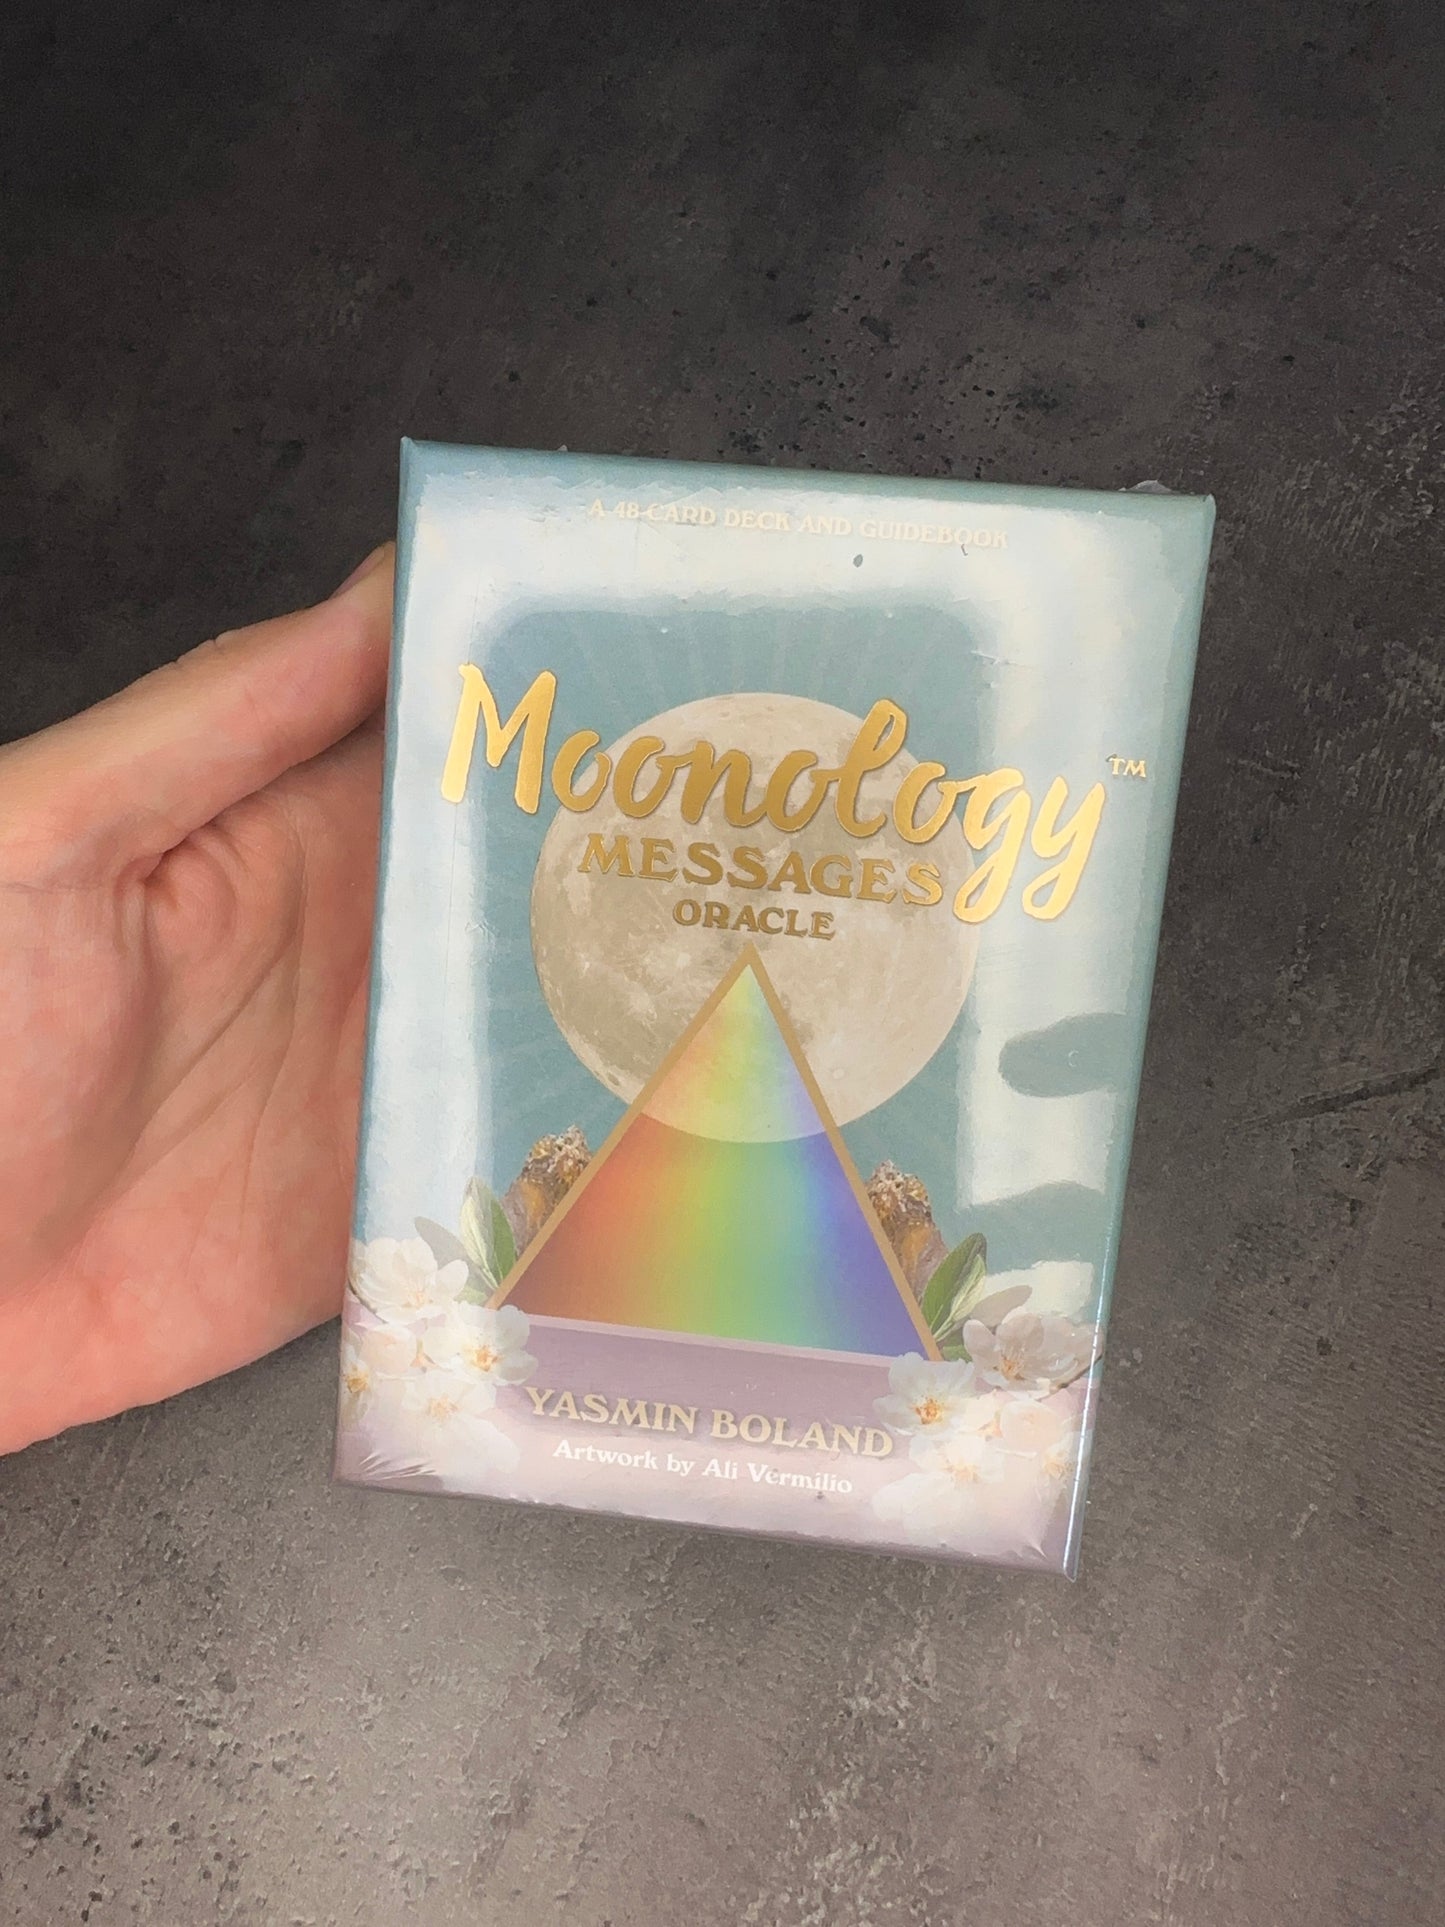 A 48-CARD DECK AND GUIDEBOOK
Moonology™
MESSAGES
ORACLE
YASMIN BOLAND
Artwork by Ali Vermilio